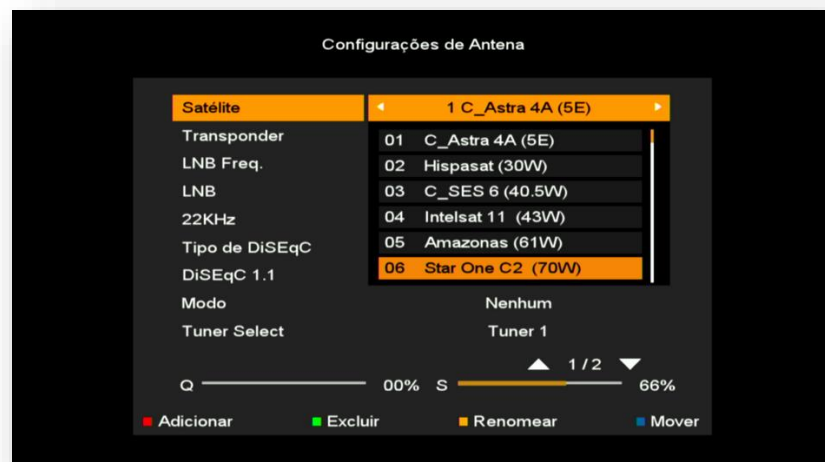 Configurações de Antena
Satélite 1 C_Astra 4A (5E)
Transponder
01 C_Astra 4A (5E)
LNB Freq.
02 Hispasat (30W)
LNB
03 C_SES 6 (40.5W)
22KHz
04 Intelsat 11 (43W)
Tipo de DiSEqC
05 Amazonas (61W)
DiSEqC 1.1
06 Star One C2 (70W)
Modo Nenhum
Tuner Select Tuner 1
1/2
Q 00% S 66%
Adicionar Excluir Renomear Mover